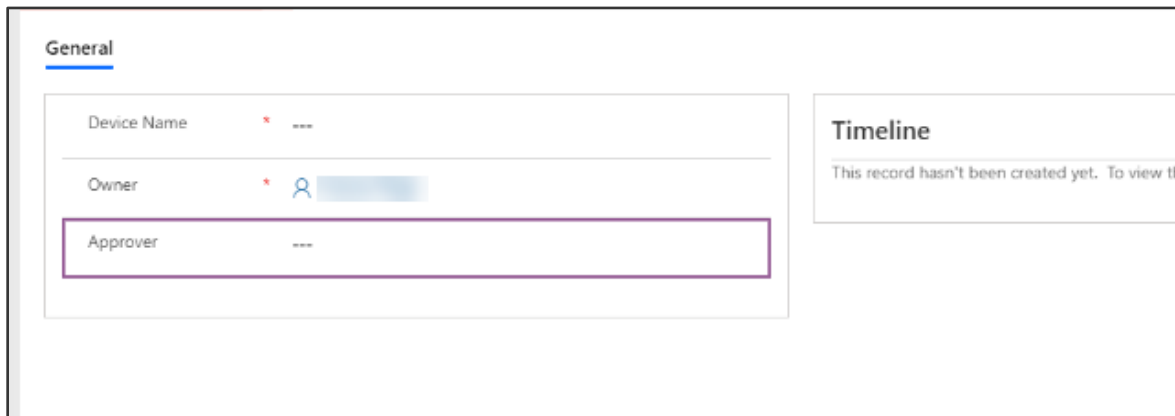 General
Device Name * ---
Owner *
Approver ---
Timeline
This record hasn't been created yet. To view